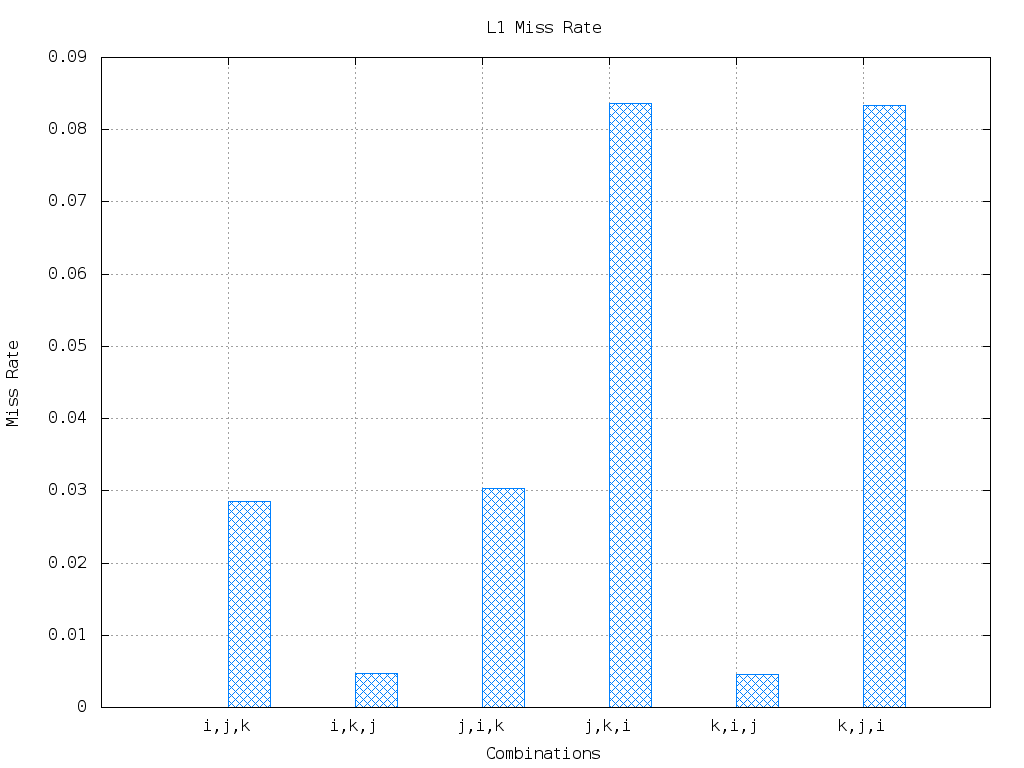 L1 Miss Rate
0.09
0.08
0.07
0.06
0.05
0.04
0.03
0.02
0.01
0
Miss Rate
i,j,k i,k,j j,i,k j,k,i k,i,j k,j,i
Combinations